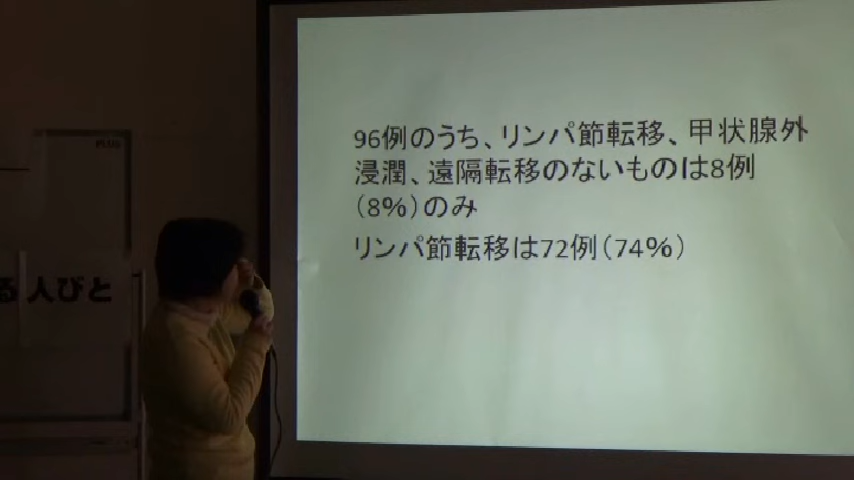 96例のうち、リンパ節転移、甲状腺外
浸潤、遠隔転移のないものは8例
（8%）のみ
リンパ節転移は72例（74%）
る人びと
PLUS